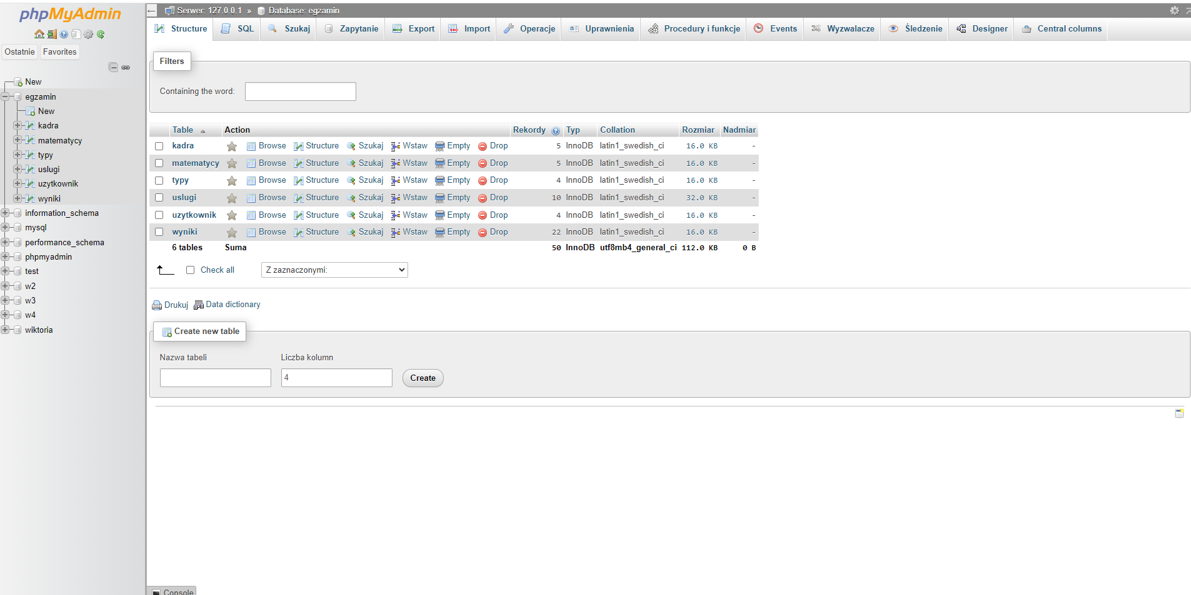 phpMyAdmin
Ostatnie Favorites
New
egzamin
New
kadra
matematycy
typy
uslugi
uzytkownik
wyniki
information_schema
mysql
performance_schema
phpmyadmin
test
w2
w3
w4
wiktoria
Serwer: 127.0.0.1 » Database: egzamin
Structure SQL Szukaj Zapytanie Export Import Operacje Uprawnienia Procedury i funkcje Events Wyzwalacze Śledzenie Designer Central columns
Filters
Containing the word:
Table Action Rekordy Typ Collation Rozmiar Nadmiar
kadra Browse Structure Szukaj Wstaw Empty Drop 5 InnoDB latin1_swedish_ci 16.0 KB -
matematycy Browse Structure Szukaj Wstaw Empty Drop 5 InnoDB latin1_swedish_ci 16.0 KB -
typy Browse Structure Szukaj Wstaw Empty Drop 4 InnoDB latin1_swedish_ci 16.0 KB -
uslugi Browse Structure Szukaj Wstaw Empty Drop 10 InnoDB latin1_swedish_ci 32.0 KB -
uzytkownik Browse Structure Szukaj Wstaw Empty Drop 4 InnoDB latin1_swedish_ci 16.0 KB -
wyniki Browse Structure Szukaj Wstaw Empty Drop 22 InnoDB latin1_swedish_ci 16.0 KB -
6 tables Suma 50 InnoDB utf8mb4_general_ci 112.0 KB 0 B
Check all Z zaznaczonymi:
Drukuj Data dictionary
Create new table
Nazwa tabeli Liczba kolumn
4 Create
Console